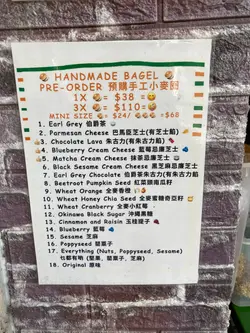 HANDMADE BAGEL
PRE-ORDER 預購手工小麥圈
1X = $38 =
3X = $110 =
MINI SIZE = $24/ = $68
1. Earl Grey 伯爵茶
2. Parmesan Cheese 巴馬臣芝士(有芝士餡)
3. Chocolate Lava 朱古力(有朱古力餡)
4. Blueberry Cream Cheese 藍莓忌廉芝士
5. Matcha Cream Cheese 抹茶忌廉芝士
6. Black Sesame Cream Cheese 黑芝麻忌廉芝士
7. Earl Grey Chocolate 伯爵茶朱古力(有朱古力)
8. Beetroot Pumpkin Seed 紅菜頭南瓜籽
9. Wheat Orange 全麥香橙
10. Wheat Honey Chia Seed 全麥蜜糖奇亞籽
11. Wheat Cranberry 全麥小紅莓
12. Okinawa Black Sugar 沖繩黑糖
13. Cinnamon and Raisin 玉桂提子
14. Blueberry 藍莓
15. Sesame 芝麻
16. Poppyseed 罌粟子
17. Everything (Nuts, Poppyseed, Sesame)
乜都有啲 (堅果, 罌粟子, 芝麻)
18. Original 原味